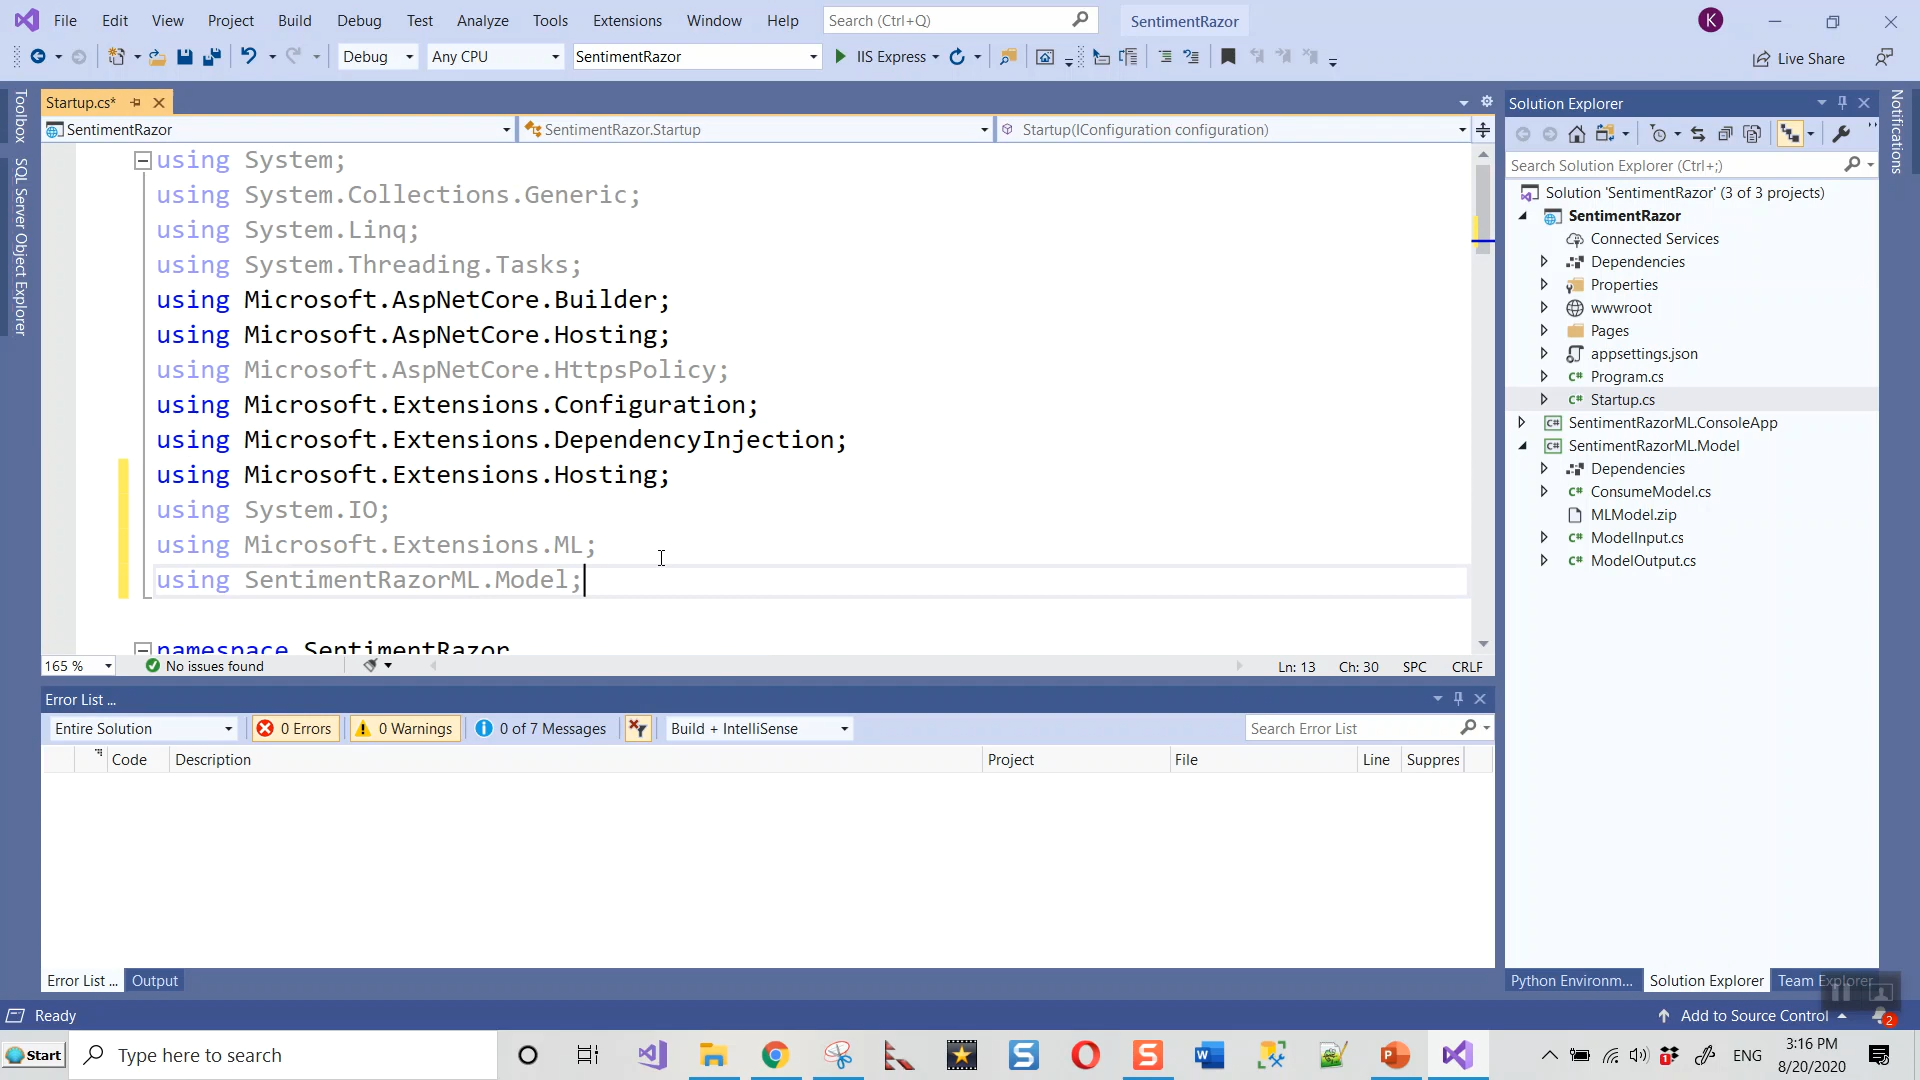 File Edit View Project Build Debug Test Analyze Tools Extensions Window Help Search (Ctrl+Q) SentimentRazor K
Debug Any CPU SentimentRazor IIS Express Live Share
Toolbox
SQL Server Object Explorer
Startup.cs*
SentimentRazor SentimentRazor.Startup Startup(IConfiguration configuration)
using System;
using System.Collections.Generic;
using System.Linq;
using System.Threading.Tasks;
using Microsoft.AspNetCore.Builder;
using Microsoft.AspNetCore.Hosting;
using Microsoft.AspNetCore.HttpsPolicy;
using Microsoft.Extensions.Configuration;
using Microsoft.Extensions.DependencyInjection;
using Microsoft.Extensions.Hosting;
using System.IO;
using Microsoft.Extensions.ML;
using SentimentRazorML.Model;
namespace SentimentRazor
165 % No issues found Ln: 13 Ch: 30 SPC CRLF
Error List ...
Entire Solution 0 Errors 0 Warnings 0 of 7 Messages Build + IntelliSense Search Error List
Code Description Project File Line Suppres
Error List ... Output
Solution Explorer
Search Solution Explorer (Ctrl+;)
Solution 'SentimentRazor' (3 of 3 projects)
SentimentRazor
Connected Services
Dependencies
Properties
wwwroot
Pages
appsettings.json
C# Program.cs
C# Startup.cs
C# SentimentRazorML.ConsoleApp
C# SentimentRazorML.Model
Dependencies
C# ConsumeModel.cs
MLModel.zip
C# ModelInput.cs
C# ModelOutput.cs
Python Environm... Solution Explorer Team Explorer
Notifications
Ready Add to Source Control 2
Start Type here to search ENG 3:16 PM
8/20/2020